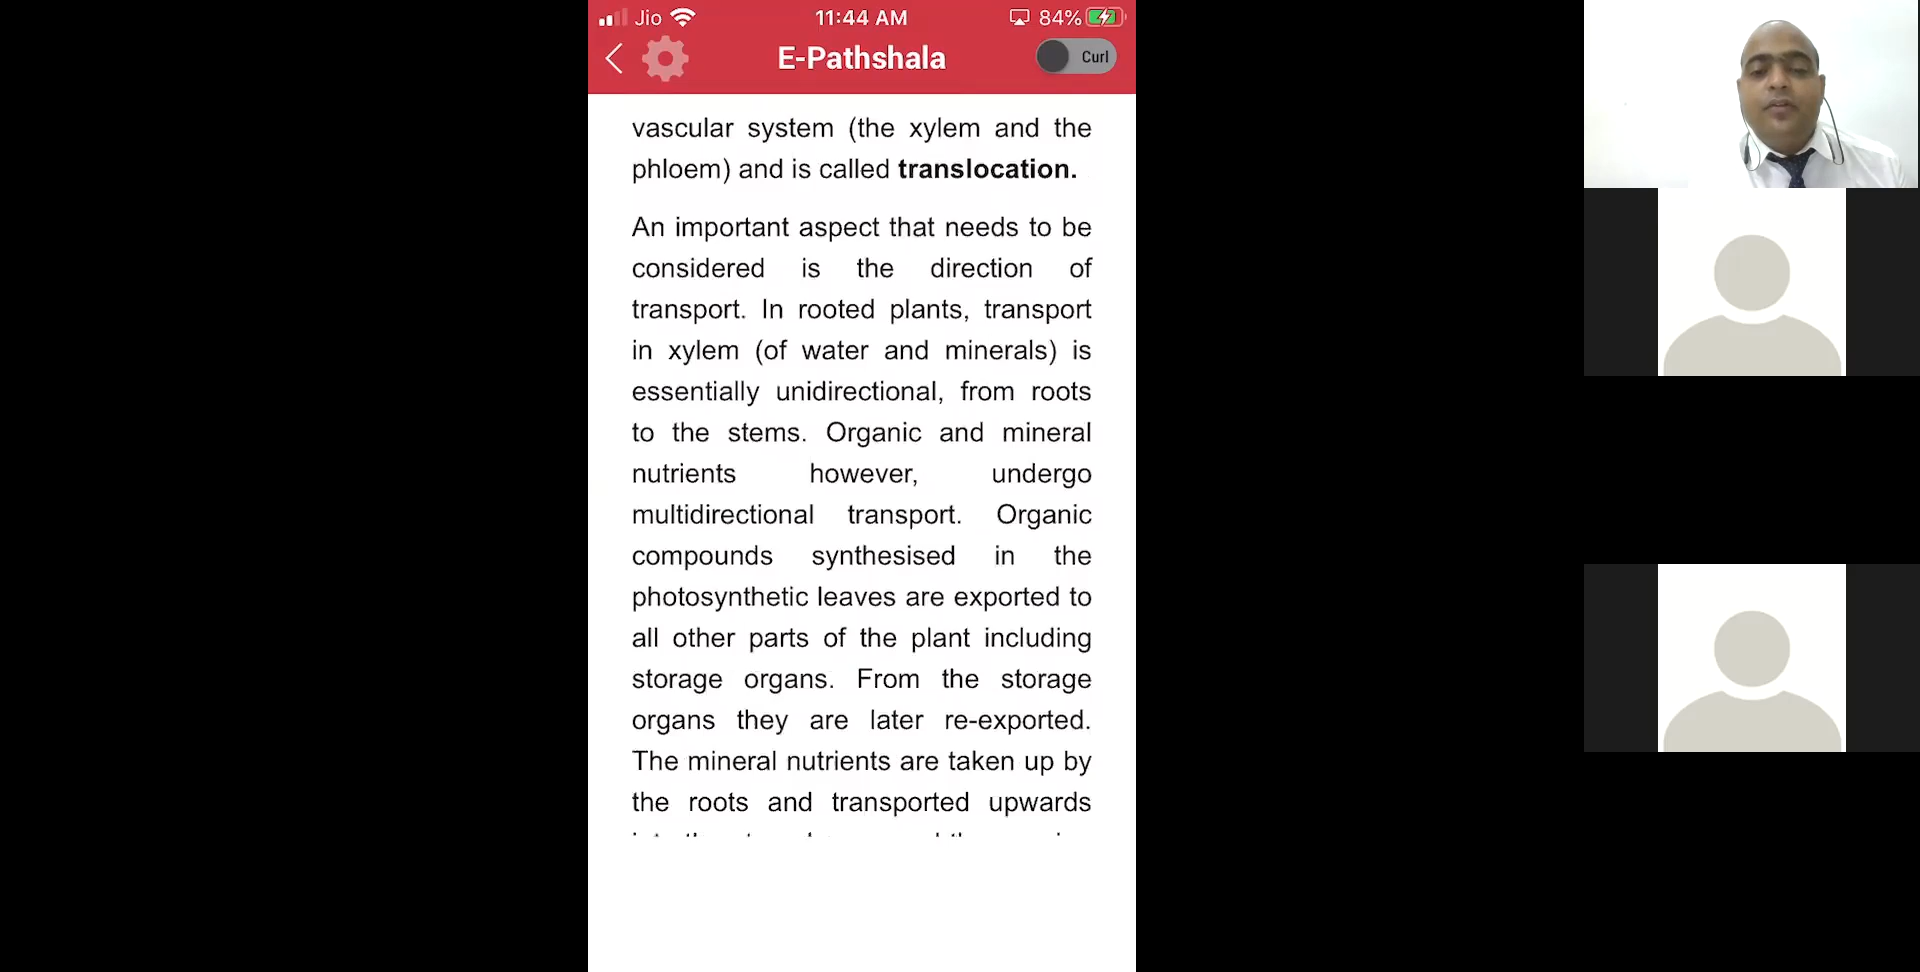 Jio 11:44 AM 84%
E-Pathshala Curl
vascular system (the xylem and the
phloem) and is called translocation.
An important aspect that needs to be
considered is the direction of
transport. In rooted plants, transport
in xylem (of water and minerals) is
essentially unidirectional, from roots
to the stems. Organic and mineral
nutrients however, undergo
multidirectional transport. Organic
compounds synthesised in the
photosynthetic leaves are exported to
all other parts of the plant including
storage organs. From the storage
organs they are later re-exported.
The mineral nutrients are taken up by
the roots and transported upwards